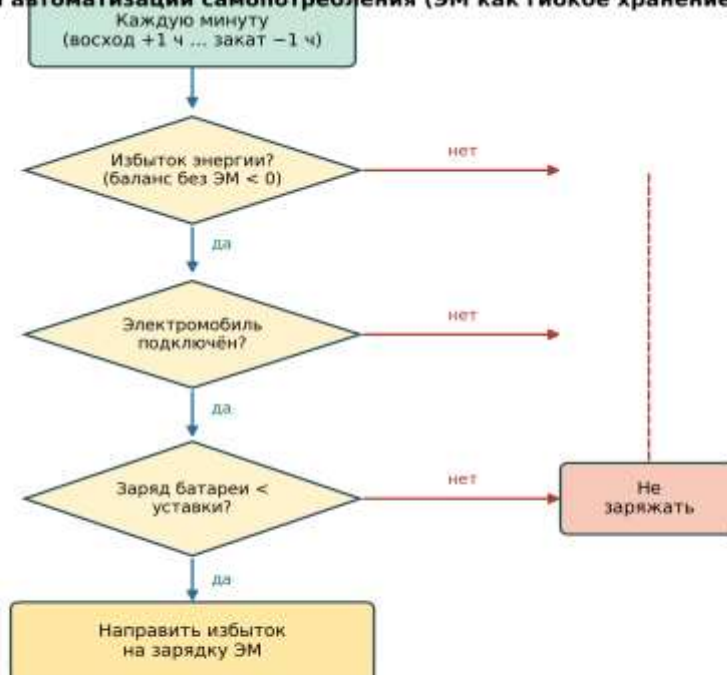 автоматизации самопотребления (ЭМ как гибкое хранение
Каждую минуту
(восход +1 ч ... закат −1 ч)
Избыток энергии?
(баланс без ЭМ < 0)
нет
да
Электромобиль
подключён?
нет
да
Заряд батареи <
уставки?
нет
Не
заряжать
да
Направить избыток
на зарядку ЭМ